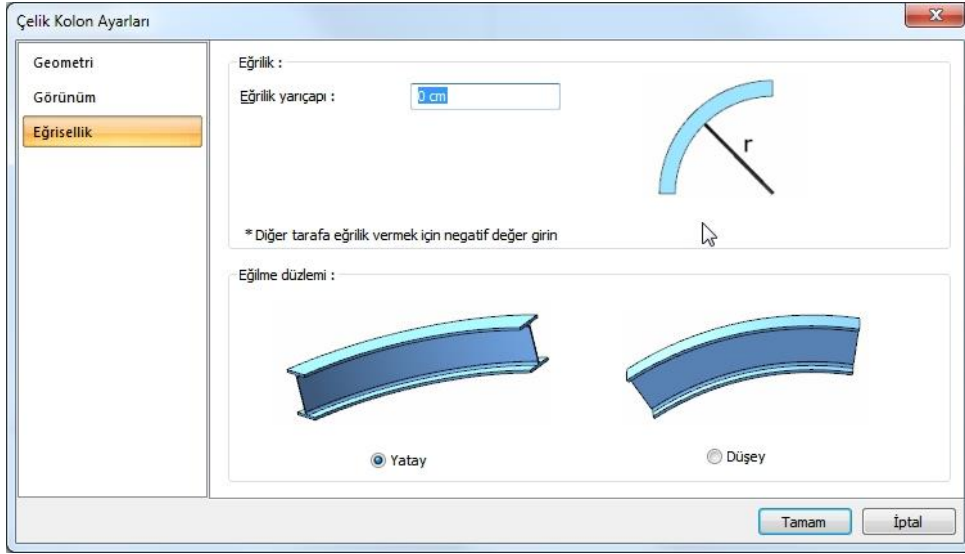 Çelik Kolon Ayarları
Geometri
Görünüm
Eğrisellik
Eğrilik :
Eğrilik yarıçapı :
0 cm
r
* Diğer tarafa eğrilik vermek için negatif değer girin
Eğilme düzlemi :
Yatay
Düşey
Tamam
İptal